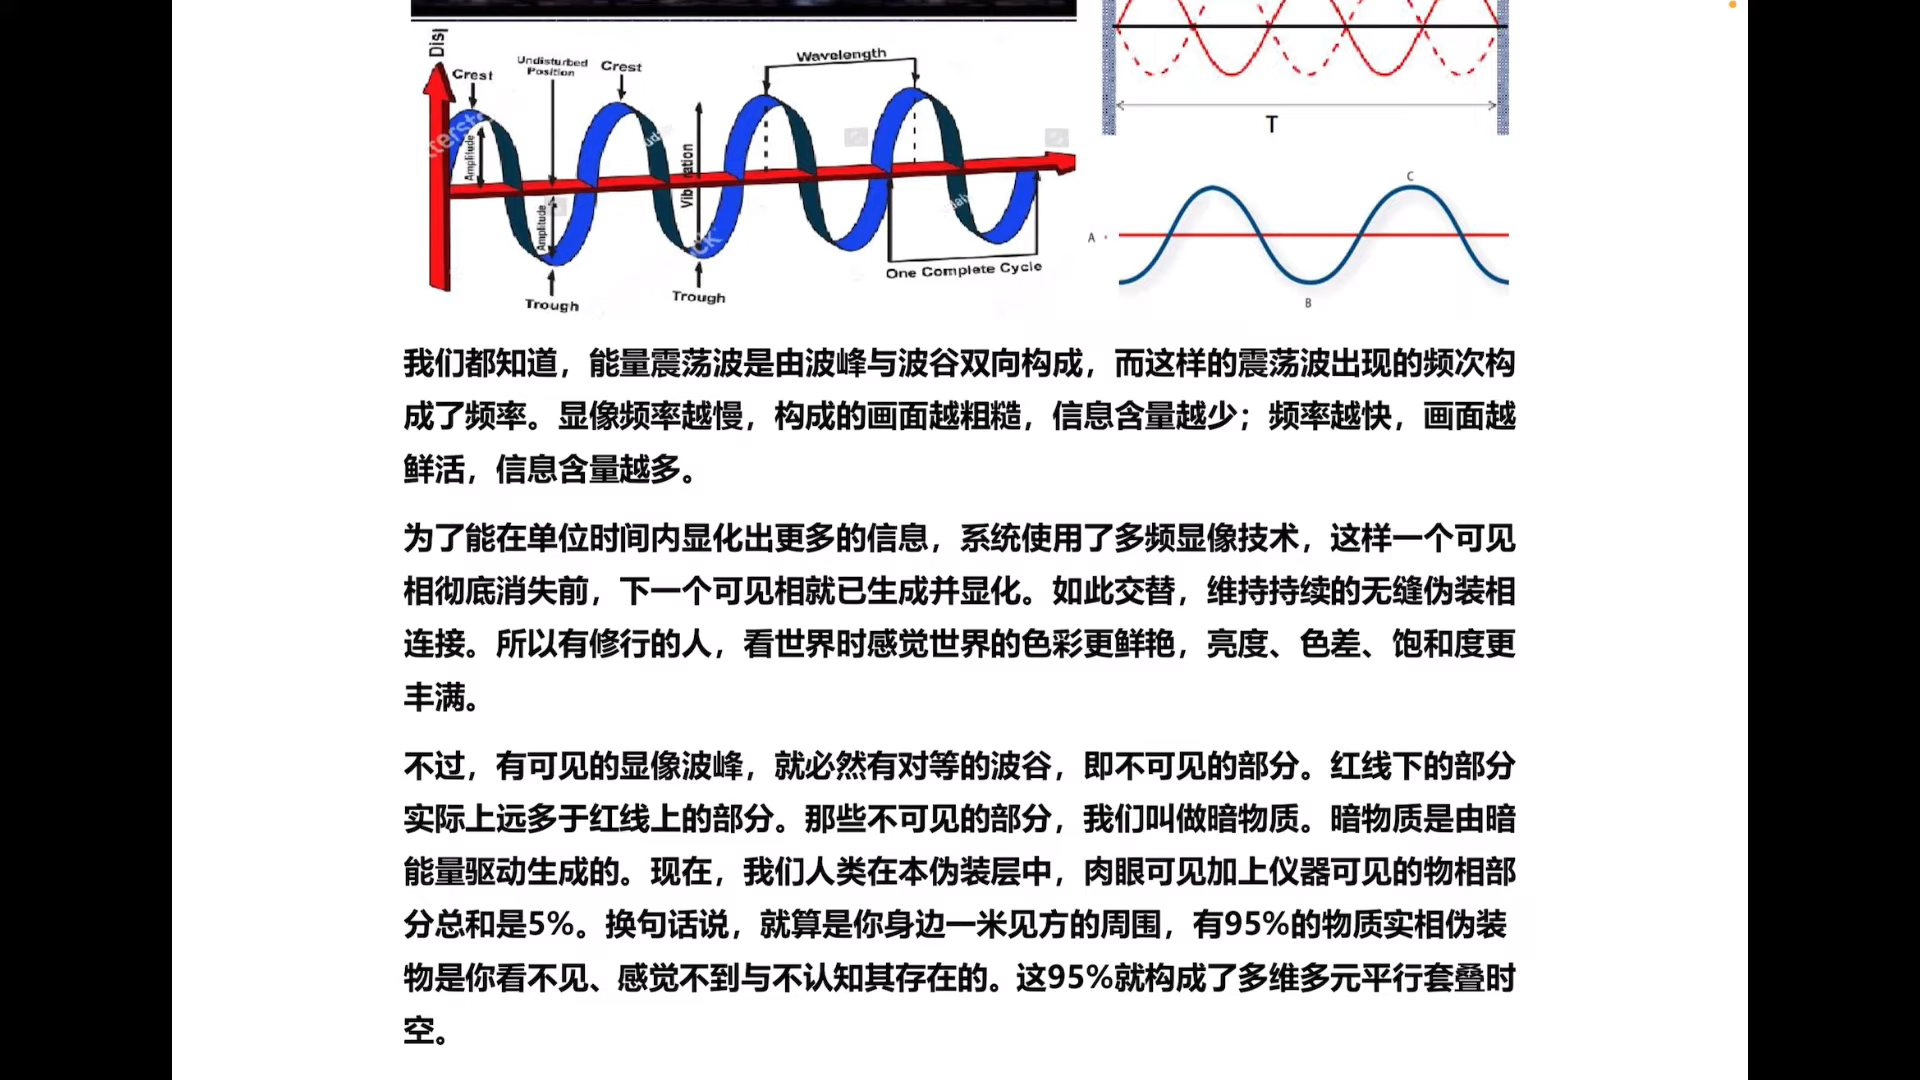 Crest
Undisturbed
Position
Crest
Wavelength
Amplitude
Amplitude
Vibration
Trough
Trough
One Complete Cycle
T
A
C
B
我们都知道，能量震荡波是由波峰与波谷双向构成，而这样的震荡波出现的频次构
成了频率。显像频率越慢，构成的画面越粗糙，信息含量越少；频率越快，画面越
鲜活，信息含量越多。
为了能在单位时间内显化出更多的信息，系统使用了多频显像技术，这样一个可见
相彻底消失前，下一个可见相就已生成并显化。如此交替，维持持续的无缝伪装相
连接。所以有修行的人，看世界时感觉世界的色彩更鲜艳，亮度、色差、饱和度更
丰满。
不过，有可见的显像波峰，就必然有对等的波谷，即不可见的部分。红线下的部分
实际上远多于红线上的部分。那些不可见的部分，我们叫做暗物质。暗物质是由暗
能量驱动生成的。现在，我们人类在本伪装层中，肉眼可见加上仪器可见的物相部
分总和是5%。换句话说，就算是你身边一米见方的周围，有95%的物质实相伪装
物是你看不见、感觉不到与不认知其存在的。这95%就构成了多维多元平行套叠时
空。